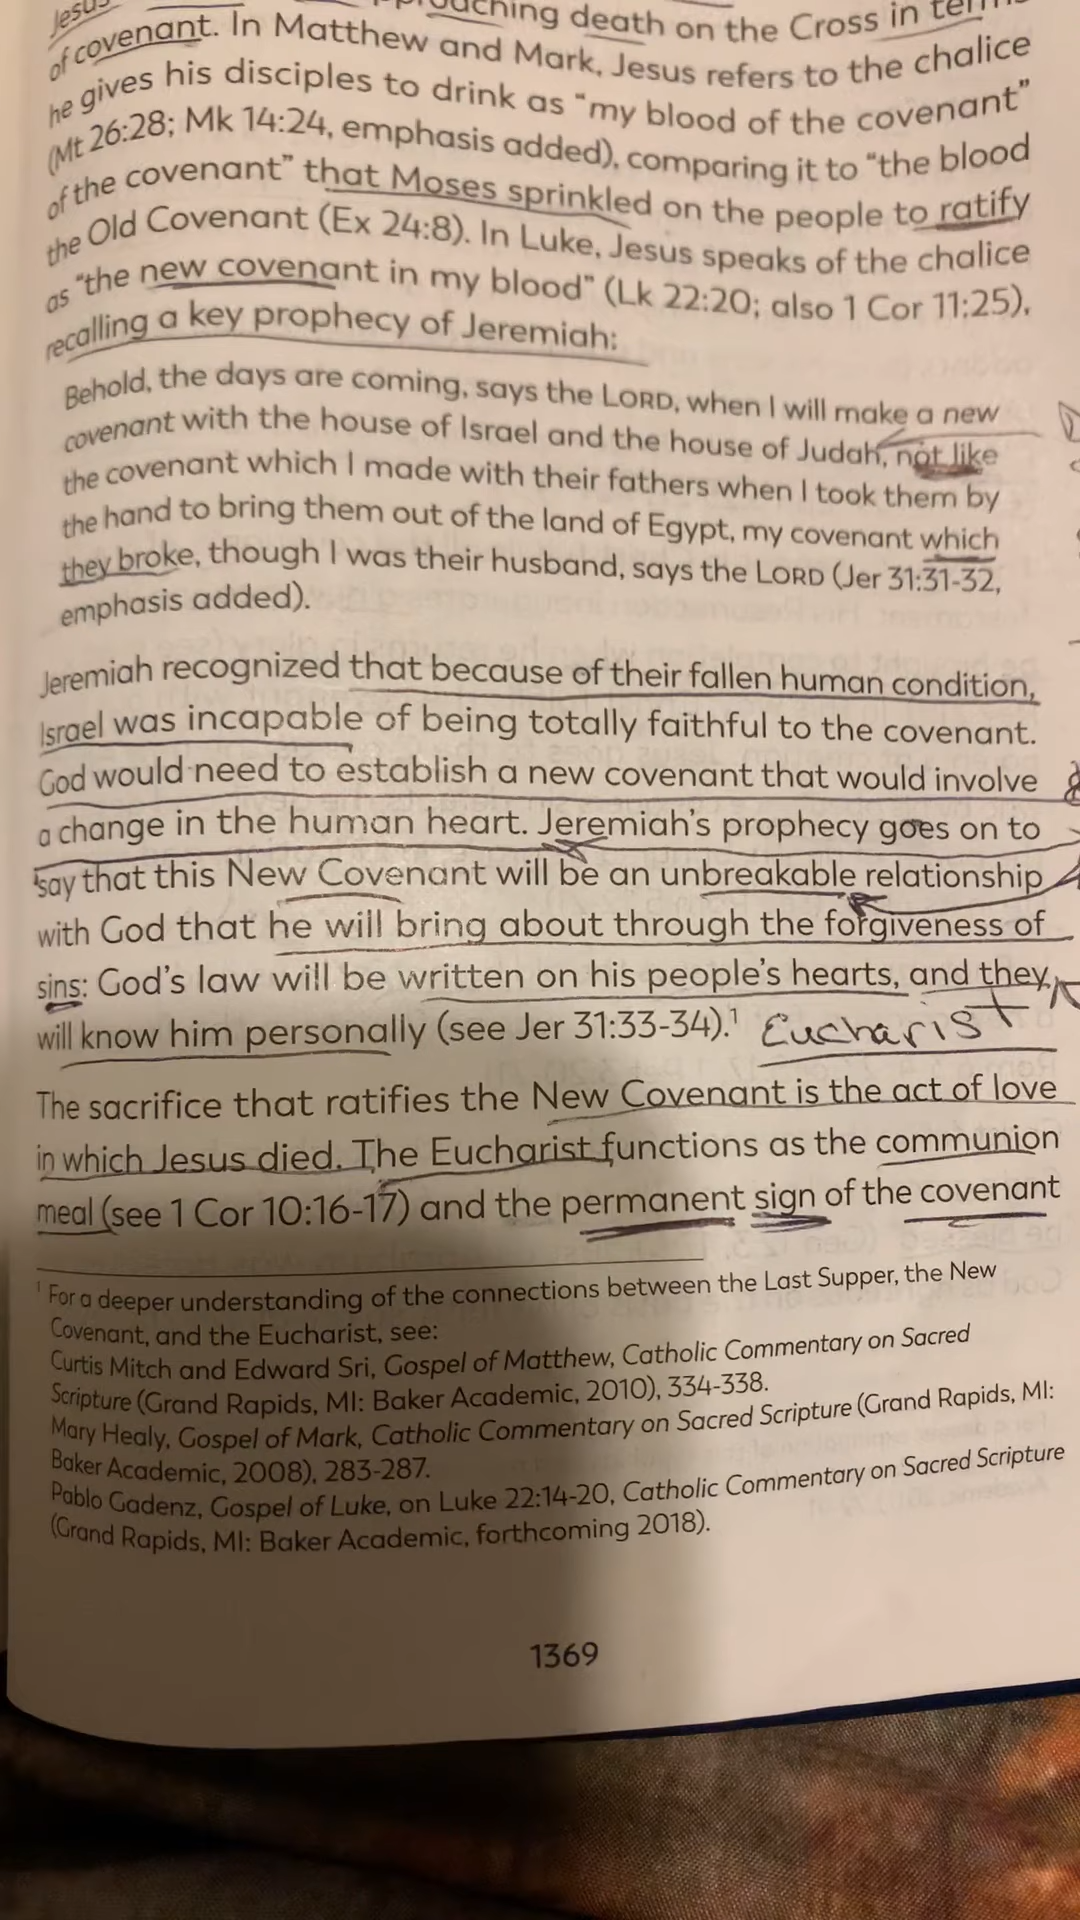 Jesus approaching death on the Cross in terms
of covenant. In Matthew and Mark, Jesus refers to the chalice
he gives his disciples to drink as “my blood of the covenant”
(Mt 26:28; Mk 14:24, emphasis added), comparing it to “the blood
of the covenant” that Moses sprinkled on the people to ratify
the Old Covenant (Ex 24:8). In Luke, Jesus speaks of the chalice
as “the new covenant in my blood” (Lk 22:20; also 1 Cor 11:25),
recalling a key prophecy of Jeremiah:
Behold, the days are coming, says the LORD, when I will make a new
covenant with the house of Israel and the house of Judah, not like
the covenant which I made with their fathers when I took them by
the hand to bring them out of the land of Egypt, my covenant which
they broke, though I was their husband, says the LORD (Jer 31:31-32,
emphasis added).
Jeremiah recognized that because of their fallen human condition,
Israel was incapable of being totally faithful to the covenant.
God would need to establish a new covenant that would involve
a change in the human heart. Jeremiah’s prophecy goes on to
say that this New Covenant will be an unbreakable relationship
with God that he will bring about through the forgiveness of
sins: God’s law will be written on his people’s hearts, and they
will know him personally (see Jer 31:33-34).¹ Eucharist
The sacrifice that ratifies the New Covenant is the act of love
in which Jesus died. The Eucharist functions as the communion
meal (see 1 Cor 10:16-17) and the permanent sign of the covenant
¹ For a deeper understanding of the connections between the Last Supper, the New
Covenant, and the Eucharist, see:
Curtis Mitch and Edward Sri, Gospel of Matthew, Catholic Commentary on Sacred
Scripture (Grand Rapids, MI: Baker Academic, 2010), 334-338.
Mary Healy, Gospel of Mark, Catholic Commentary on Sacred Scripture (Grand Rapids, MI:
Baker Academic, 2008), 283-287.
Pablo Gadenz, Gospel of Luke, on Luke 22:14-20, Catholic Commentary on Sacred Scripture
(Grand Rapids, MI: Baker Academic, forthcoming 2018).
1369